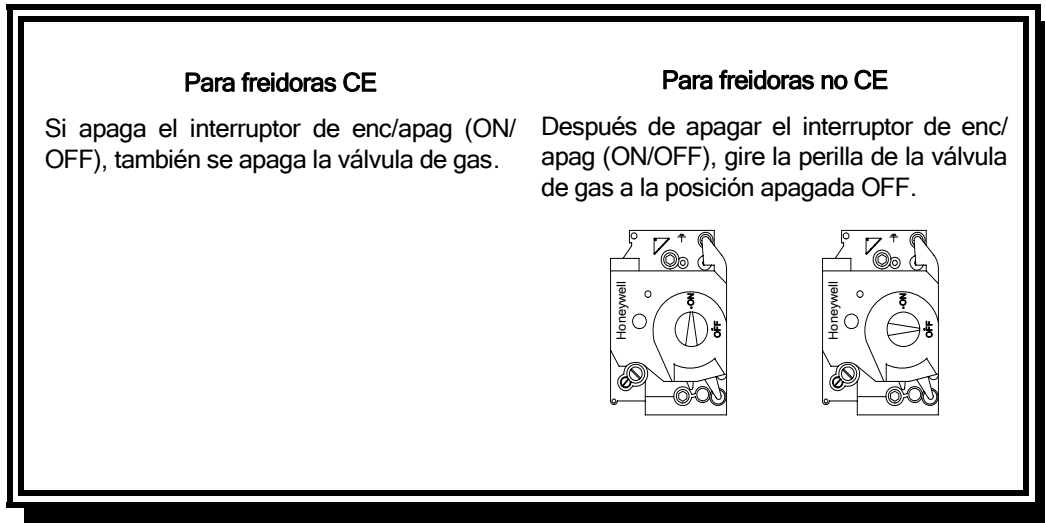 Para freidoras CE
Si apaga el interruptor de enc/apag (ON/
OFF), también se apaga la válvula de gas.
Para freidoras no CE
Después de apagar el interruptor de enc/
apag (ON/OFF), gire la perilla de la válvula
de gas a la posición apagada OFF.
Honeywell
ON
OFF
Honeywell
ON
OFF